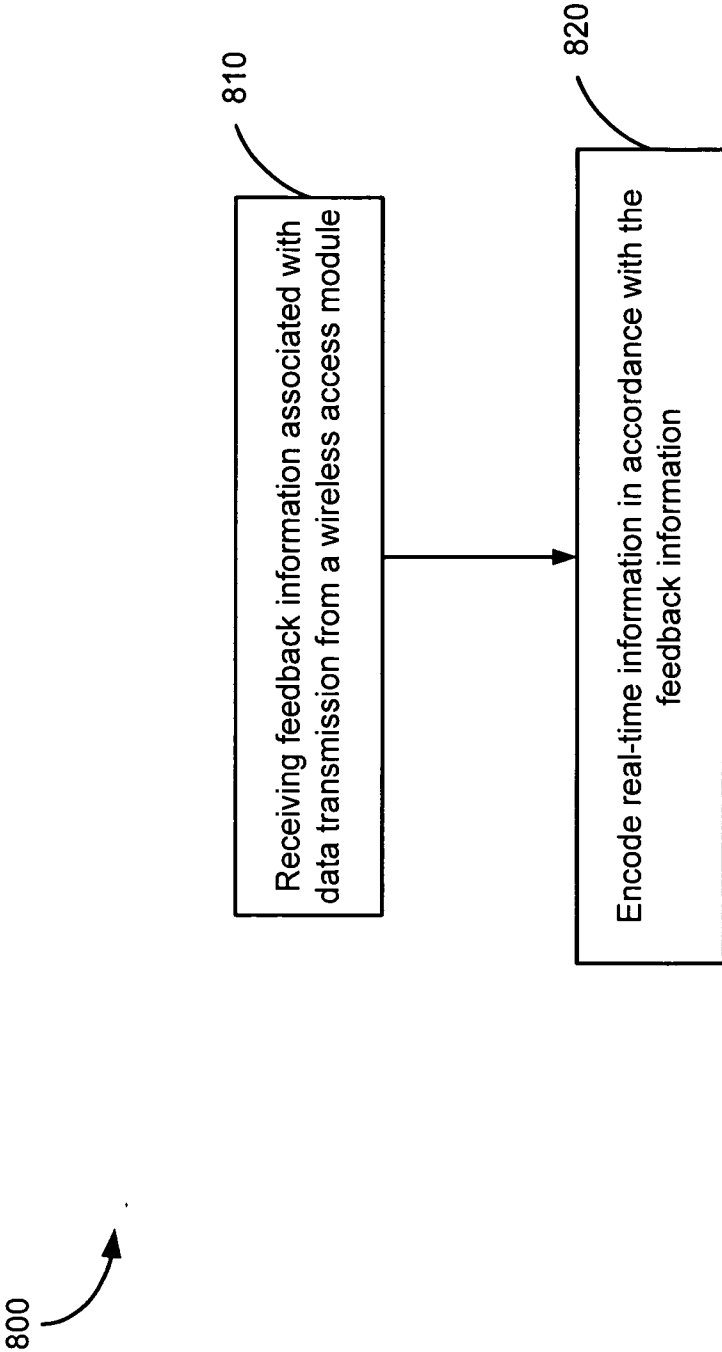 800
810
Receiving feedback information associated with
data transmission from a wireless access module
820
Encode real-time information in accordance with the
feedback information